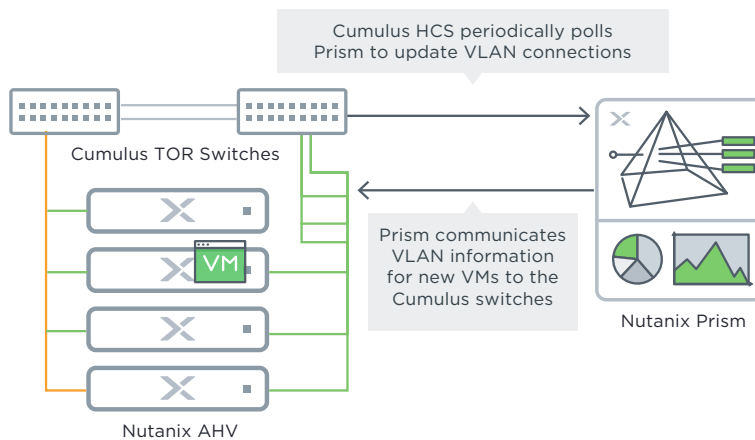 Cumulus HCS periodically polls
Prism to update VLAN connections
Cumulus TOR Switches
VM
Prism communicates
VLAN information
for new VMs to the
Cumulus switches
Nutanix Prism
Nutanix AHV